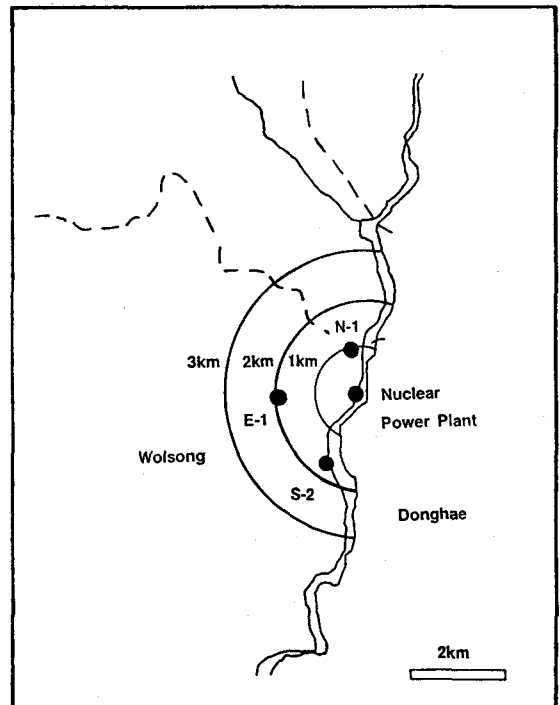 N-1
3km
2km
1km
Nuclear
Power Plant
E-1
Wolsong
S-2
Donghae
2km